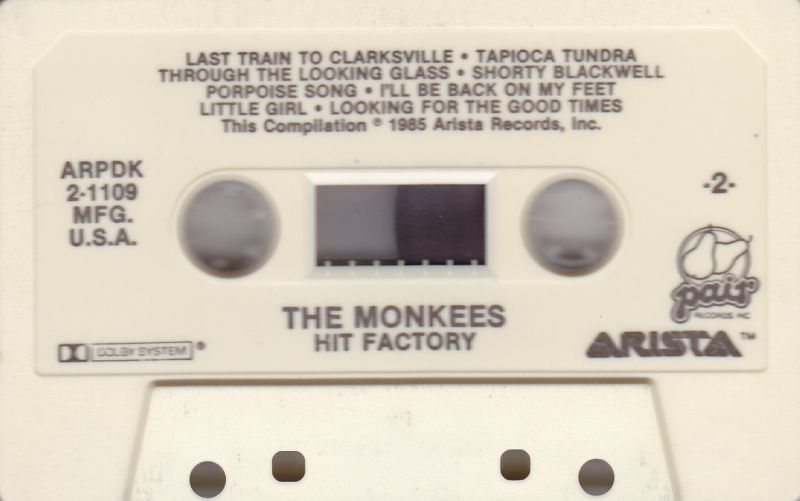 LAST TRAIN TO CLARKSVILLE • TAPIOCA TUNDRA
THROUGH THE LOOKING GLASS • SHORTY BLACKWELL
PORPOISE SONG • I'LL BE BACK ON MY FEET
LITTLE GIRL • LOOKING FOR THE GOOD TIMES
This Compilation ℗ 1985 Arista Records, Inc.
ARPDK
2-1109
MFG.
U.S.A.
-2-
pair
RECORDS, INC
THE MONKEES
HIT FACTORY
DOLBY SYSTEM ®
ARISTA™